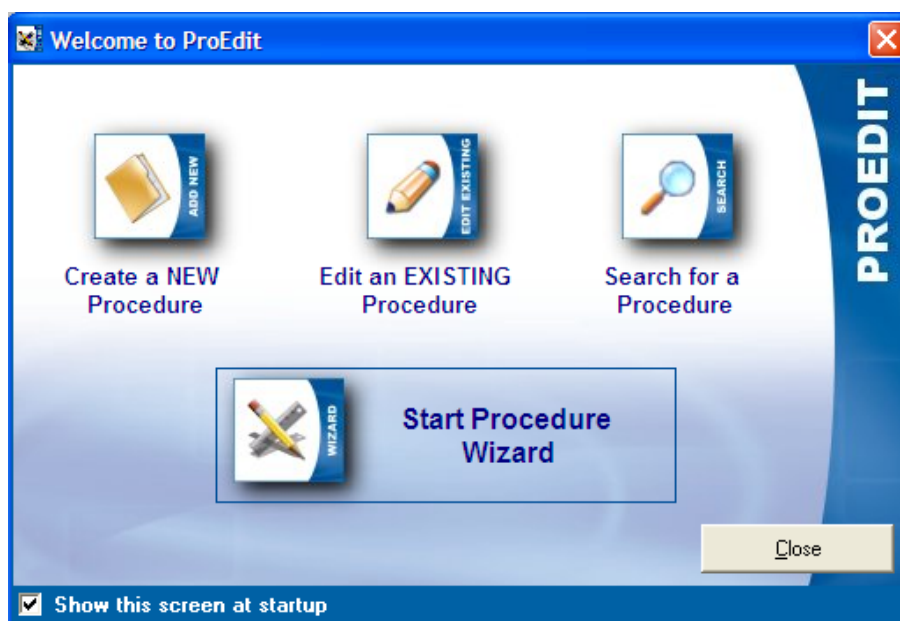 Welcome to ProEdit
PROEDIT
ADD NEW
EDIT EXISTING
SEARCH
Create a NEW
Procedure
Edit an EXISTING
Procedure
Search for a
Procedure
WIZARD
Start Procedure
Wizard
Close
Show this screen at startup